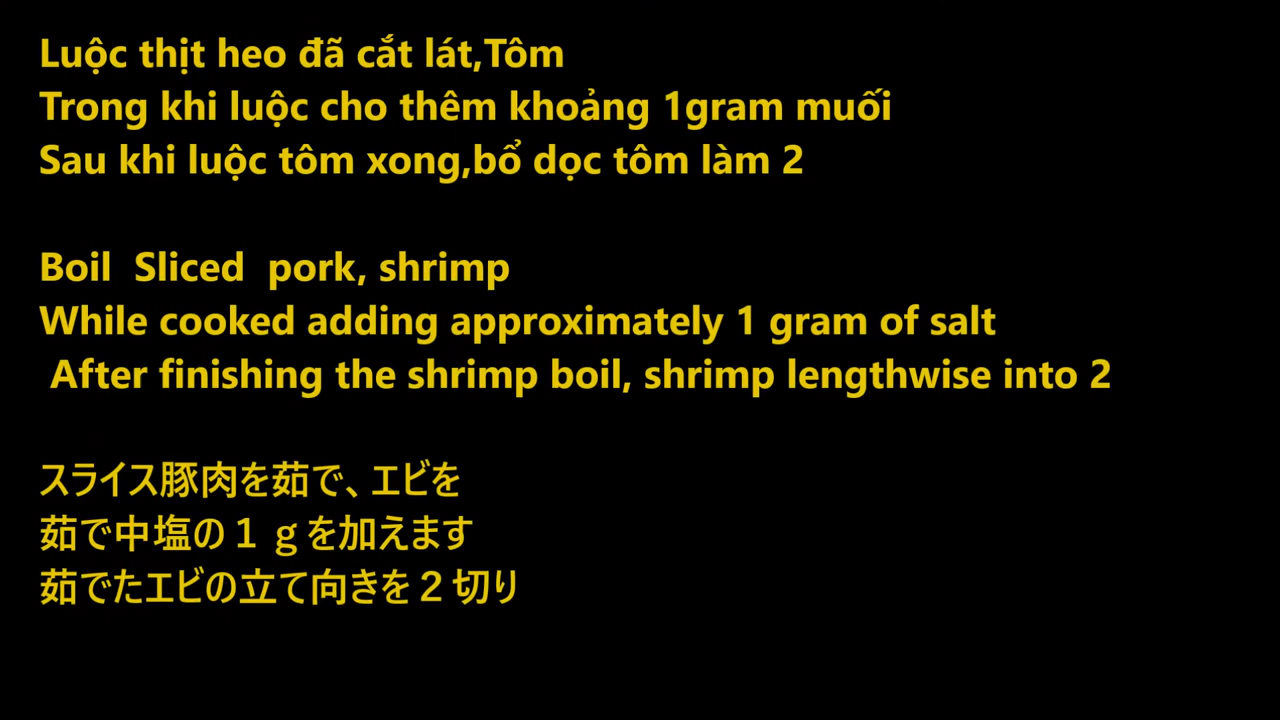 Luộc thịt heo đã cắt lát,Tôm
Trong khi luộc cho thêm khoảng 1gram muối
Sau khi luộc tôm xong,bổ dọc tôm làm 2
Boil  Sliced  pork, shrimp
While cooked adding approximately 1 gram of salt
After finishing the shrimp boil, shrimp lengthwise into 2
スライス豚肉を茹で、エビを
茹で中塩の１ｇを加えます
茹でたエビの立て向きを２切り